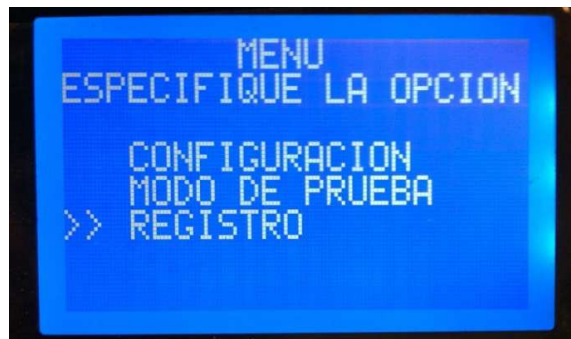 MENU
ESPECIFIQUE LA OPCION
CONFIGURACION
MODO DE PRUEBA
>> REGISTRO